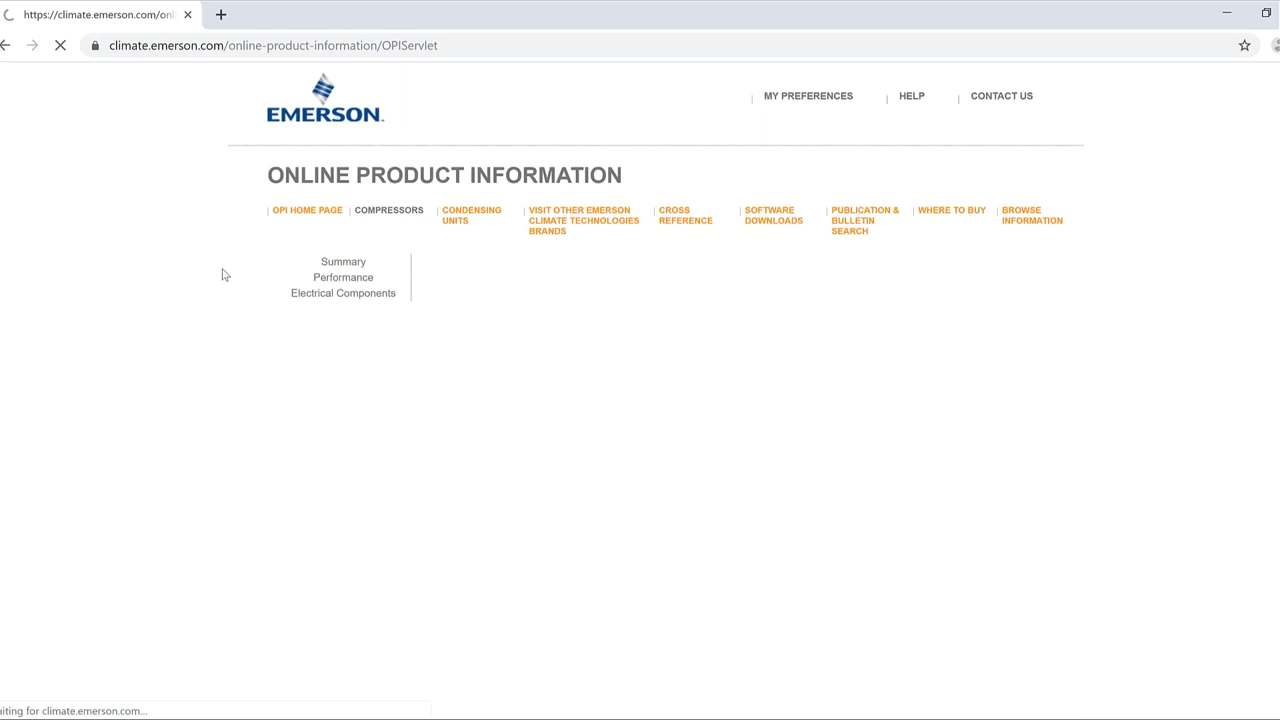 https://climate.emerson.com/onli
climate.emerson.com/online-product-information/OPIServlet
EMERSON
MY PREFERENCES
HELP
CONTACT US
ONLINE PRODUCT INFORMATION
OPI HOME PAGE
COMPRESSORS
CONDENSING
UNITS
VISIT OTHER EMERSON
CLIMATE TECHNOLOGIES
BRANDS
CROSS
REFERENCE
SOFTWARE
DOWNLOADS
PUBLICATION &
BULLETIN
SEARCH
WHERE TO BUY
BROWSE
INFORMATION
Summary
Performance
Electrical Components
aiting for climate.emerson.com...